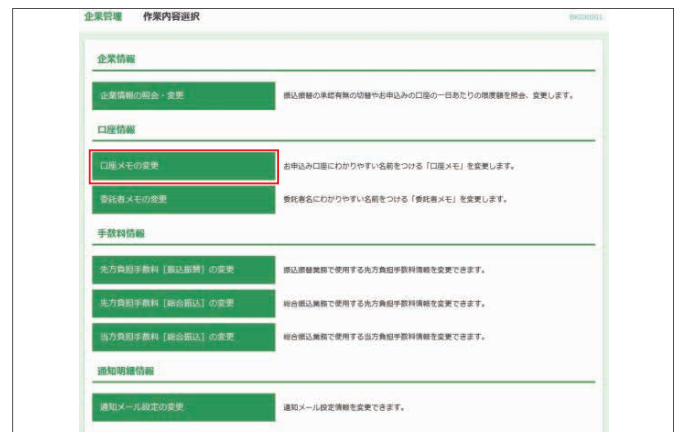 企業管理 作業内容選択
BKGK0001
企業情報
企業情報の照会・変更
振込振替の承認有無の切替やお申込みの口座の一日あたりの限度額を照会、変更します。
口座情報
口座メモの変更
お申込み口座にわかりやすい名前をつける「口座メモ」を変更します。
委託者メモの変更
委託者名にわかりやすい名前をつける「委託者メモ」を変更します。
手数料情報
先方負担手数料［振込振替］の変更
振込振替業務で使用する先方負担手数料情報を変更できます。
先方負担手数料［総合振込］の変更
総合振込業務で使用する先方負担手数料情報を変更できます。
当方負担手数料［総合振込］の変更
総合振込業務で使用する当方負担手数料情報を変更できます。
通知明細情報
通知メール設定の変更
通知メール設定情報を変更できます。